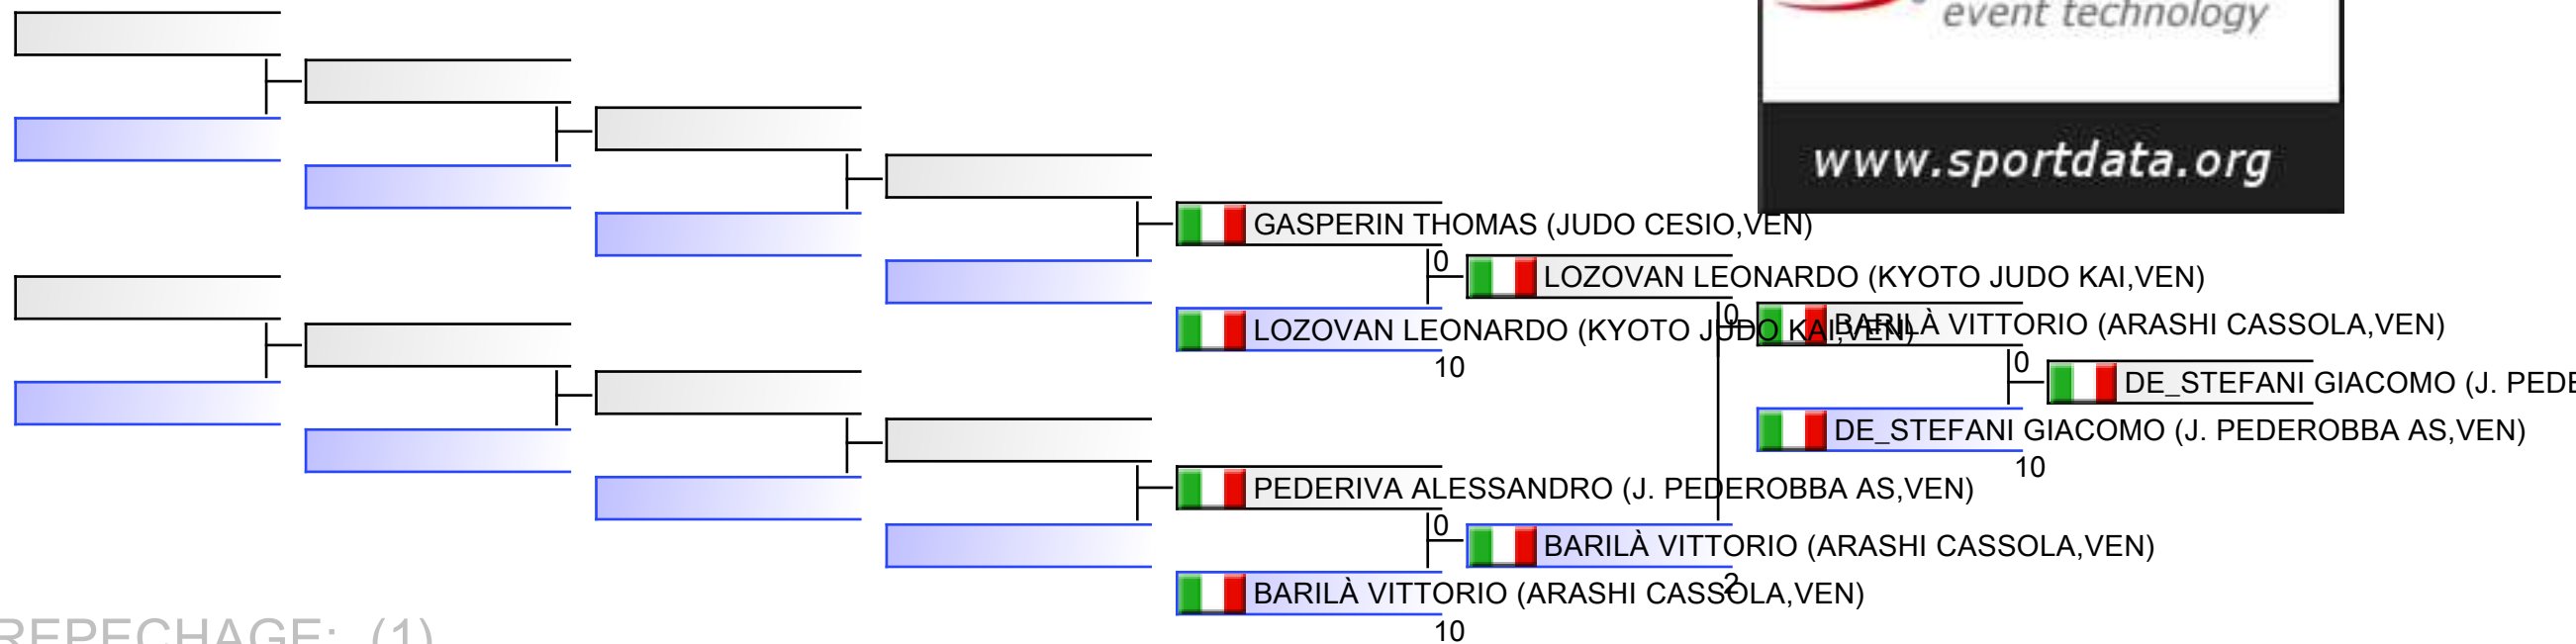 event technology
www.sportdata.org
GASPERIN THOMAS (JUDO CESIO,VEN)
0
LOZOVAN LEONARDO (KYOTO JUDO KAI,VEN)
LOZOVAN LEONARDO (KYOTO JUDO KAI,VEN)
10
0
BARILÀ VITTORIO (ARASHI CASSOLA,VEN)
0
DE_STEFANI GIACOMO (J. PEDE
DE_STEFANI GIACOMO (J. PEDEROBBA AS,VEN)
10
PEDERIVA ALESSANDRO (J. PEDEROBBA AS,VEN)
0
BARILÀ VITTORIO (ARASHI CASSOLA,VEN)
2
BARILÀ VITTORIO (ARASHI CASSOLA,VEN)
10
REPECHAGE: (1)